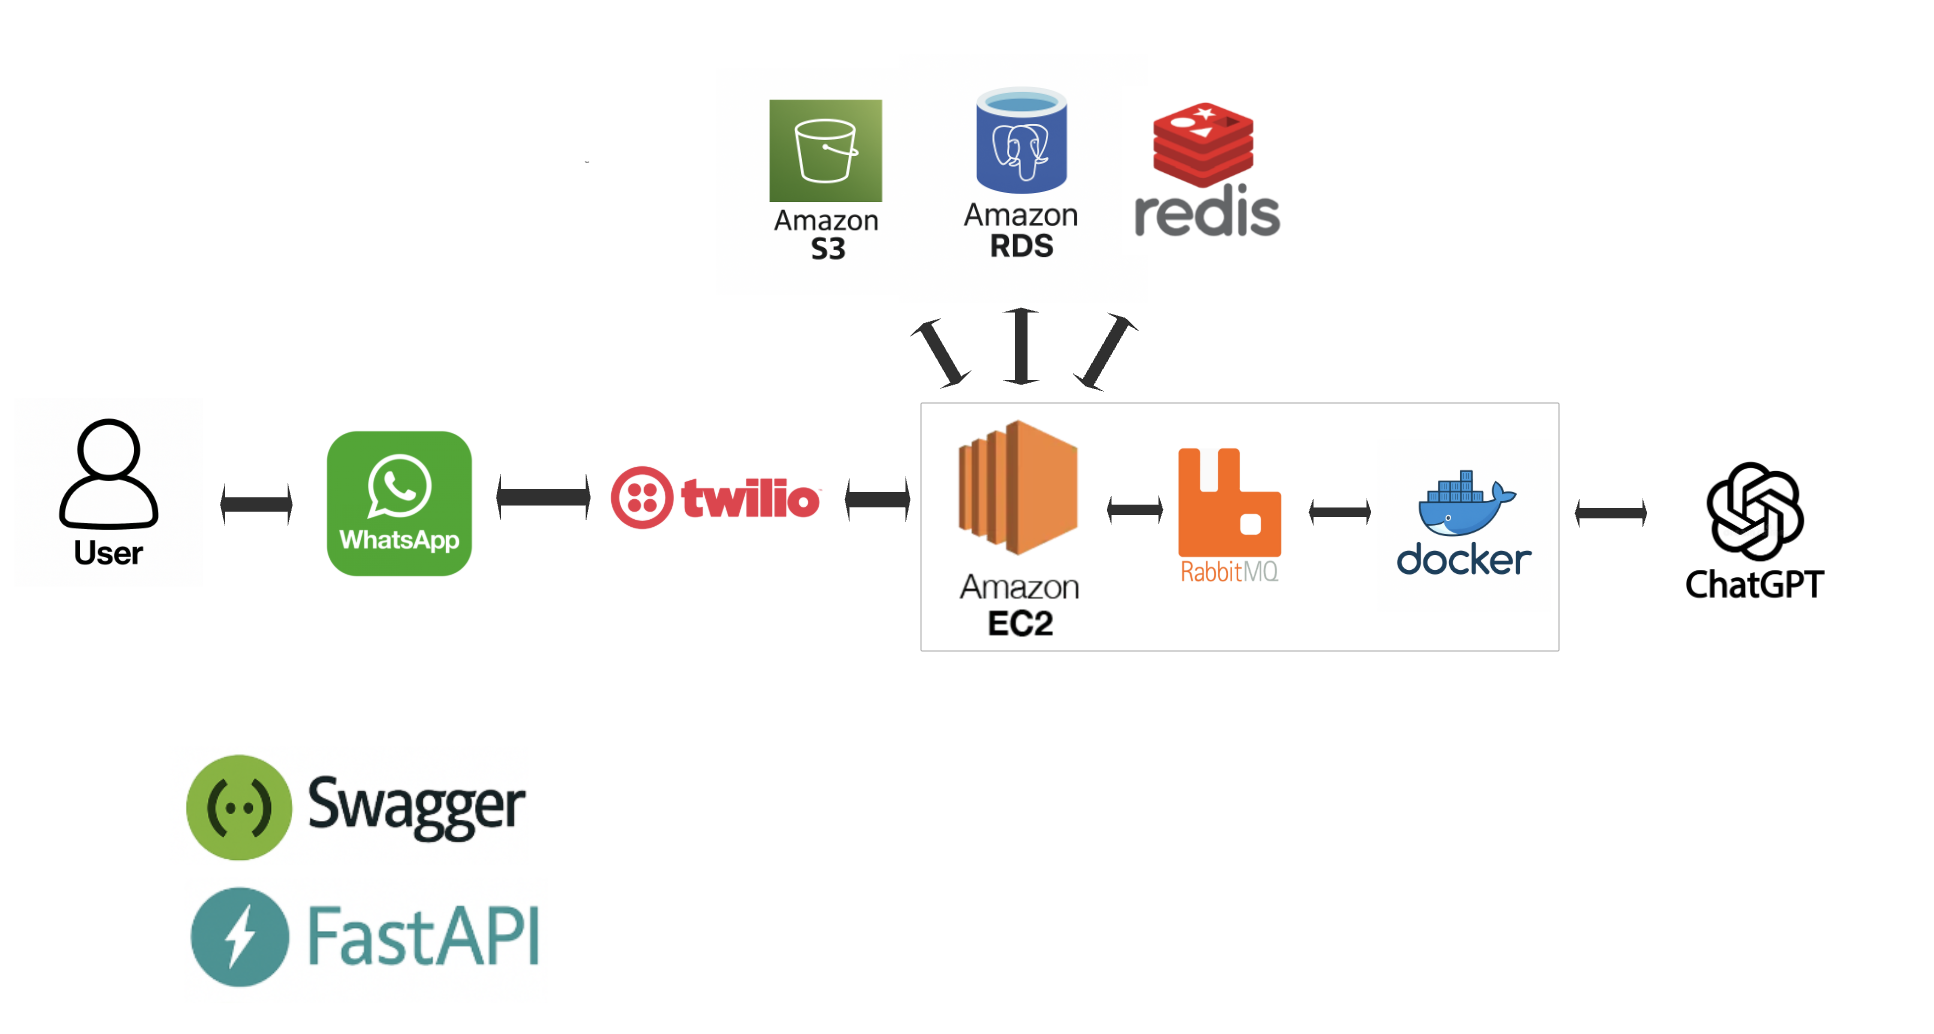 Amazon
S3
Amazon
RDS
redis
User
WhatsApp
twilio
Amazon
EC2
RabbitMQ
docker
ChatGPT
Swagger
FastAPI